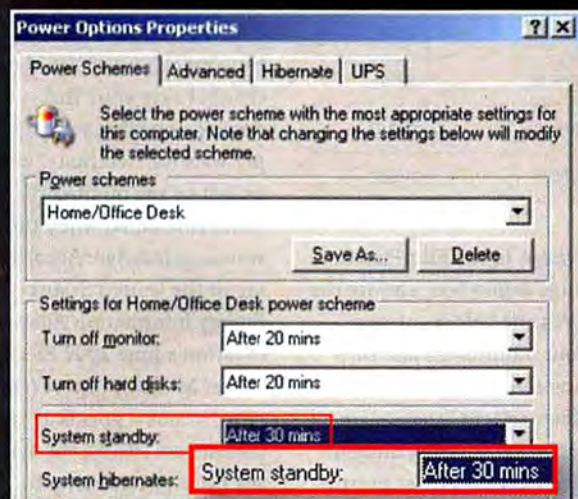 Power Options Properties
Power Schemes Advanced Hibernate UPS
Select the power scheme with the most appropriate settings for
this computer. Note that changing the settings below will modify
the selected scheme.
Power schemes
Home/Office Desk
Save As... Delete
Settings for Home/Office Desk power scheme
Turn off monitor: After 20 mins
Turn off hard disks: After 20 mins
System standby: After 30 mins
System hibernates:
System standby: After 30 mins